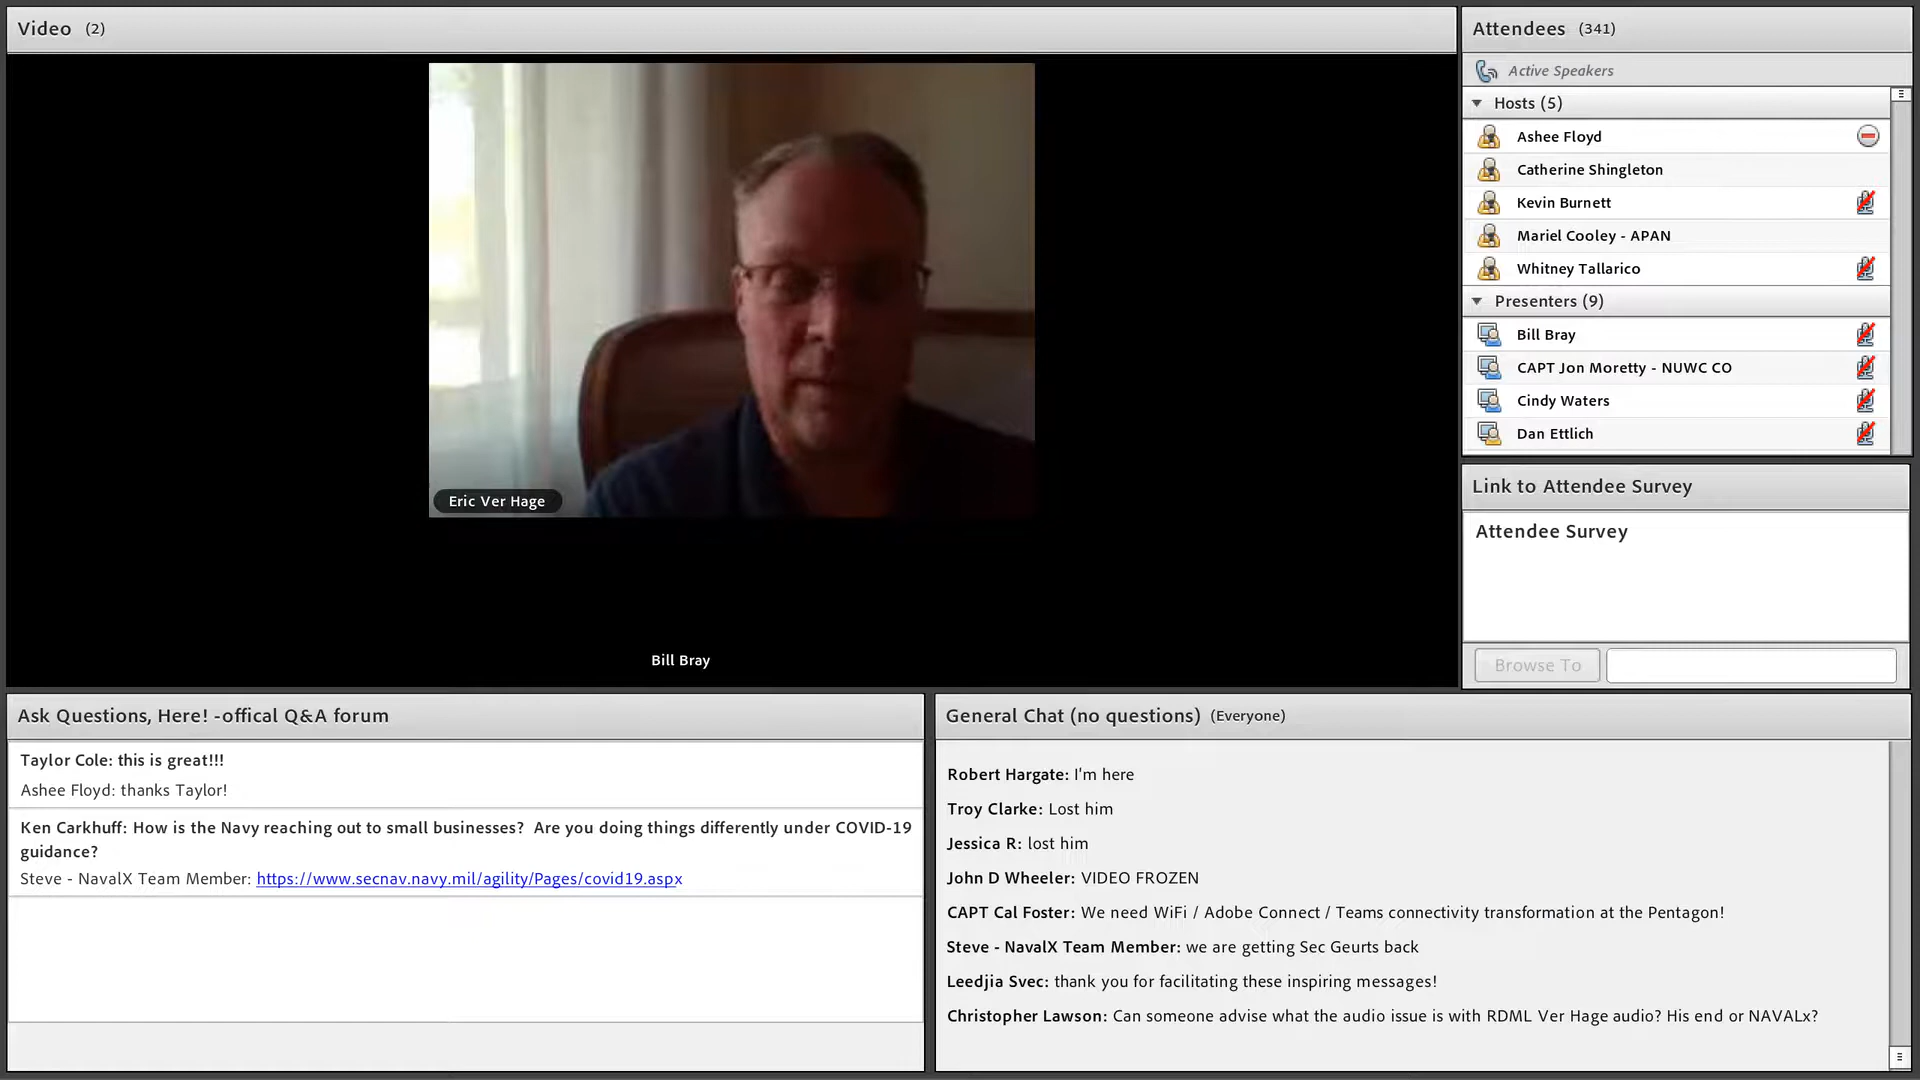 Video (2)
Eric Ver Hage
Bill Bray
Attendees (341)
Active Speakers
Hosts (5)
Ashee Floyd
Catherine Shingleton
Kevin Burnett
Mariel Cooley - APAN
Whitney Tallarico
Presenters (9)
Bill Bray
CAPT Jon Moretty - NUWC CO
Cindy Waters
Dan Ettlich
Link to Attendee Survey
Attendee Survey
Browse To
Ask Questions, Here! -offical Q&A forum
Taylor Cole: this is great!!!
Ashee Floyd: thanks Taylor!
Ken Carkhuff: How is the Navy reaching out to small businesses? Are you doing things differently under COVID-19
guidance?
Steve - NavalX Team Member: https://www.secnav.navy.mil/agility/Pages/covid19.aspx
General Chat (no questions) (Everyone)
Robert Hargate: I'm here
Troy Clarke: Lost him
Jessica R: lost him
John D Wheeler: VIDEO FROZEN
CAPT Cal Foster: We need WiFi / Adobe Connect / Teams connectivity transformation at the Pentagon!
Steve - NavalX Team Member: we are getting Sec Geurts back
Leedjia Svec: thank you for facilitating these inspiring messages!
Christopher Lawson: Can someone advise what the audio issue is with RDML Ver Hage audio? His end or NAVALx?